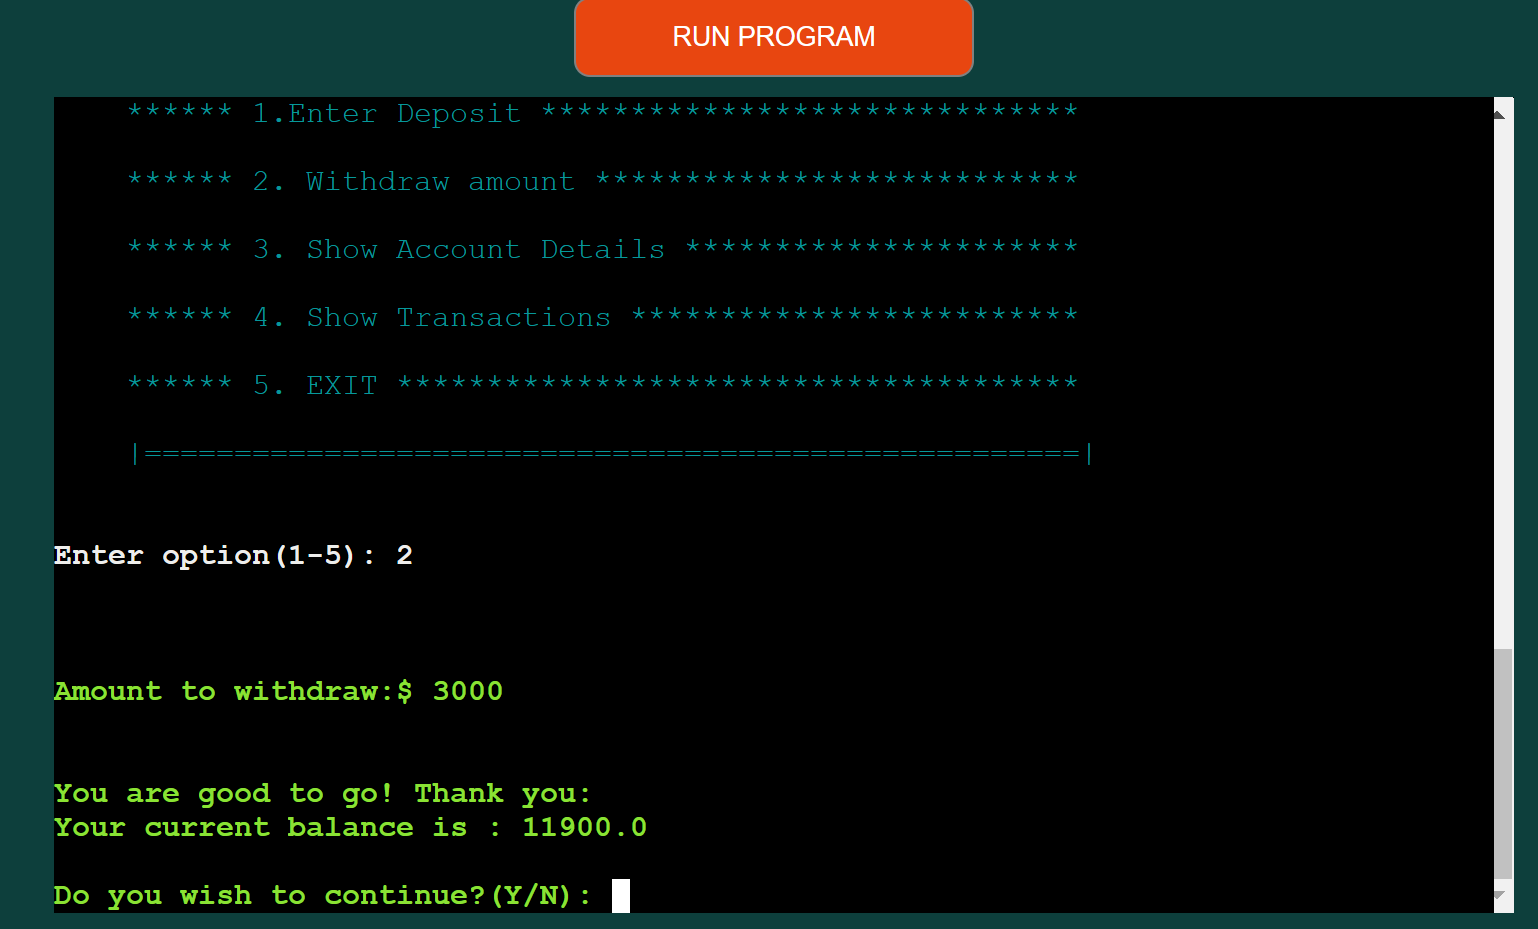 RUN PROGRAM
****** 1.Enter Deposit ******************************
****** 2. Withdraw amount ***************************
****** 3. Show Account Details **********************
****** 4. Show Transactions *************************
****** 5. EXIT **************************************
|====================================================|
Enter option(1-5): 2
Amount to withdraw:$ 3000
You are good to go! Thank you:
Your current balance is : 11900.0
Do you wish to continue?(Y/N):